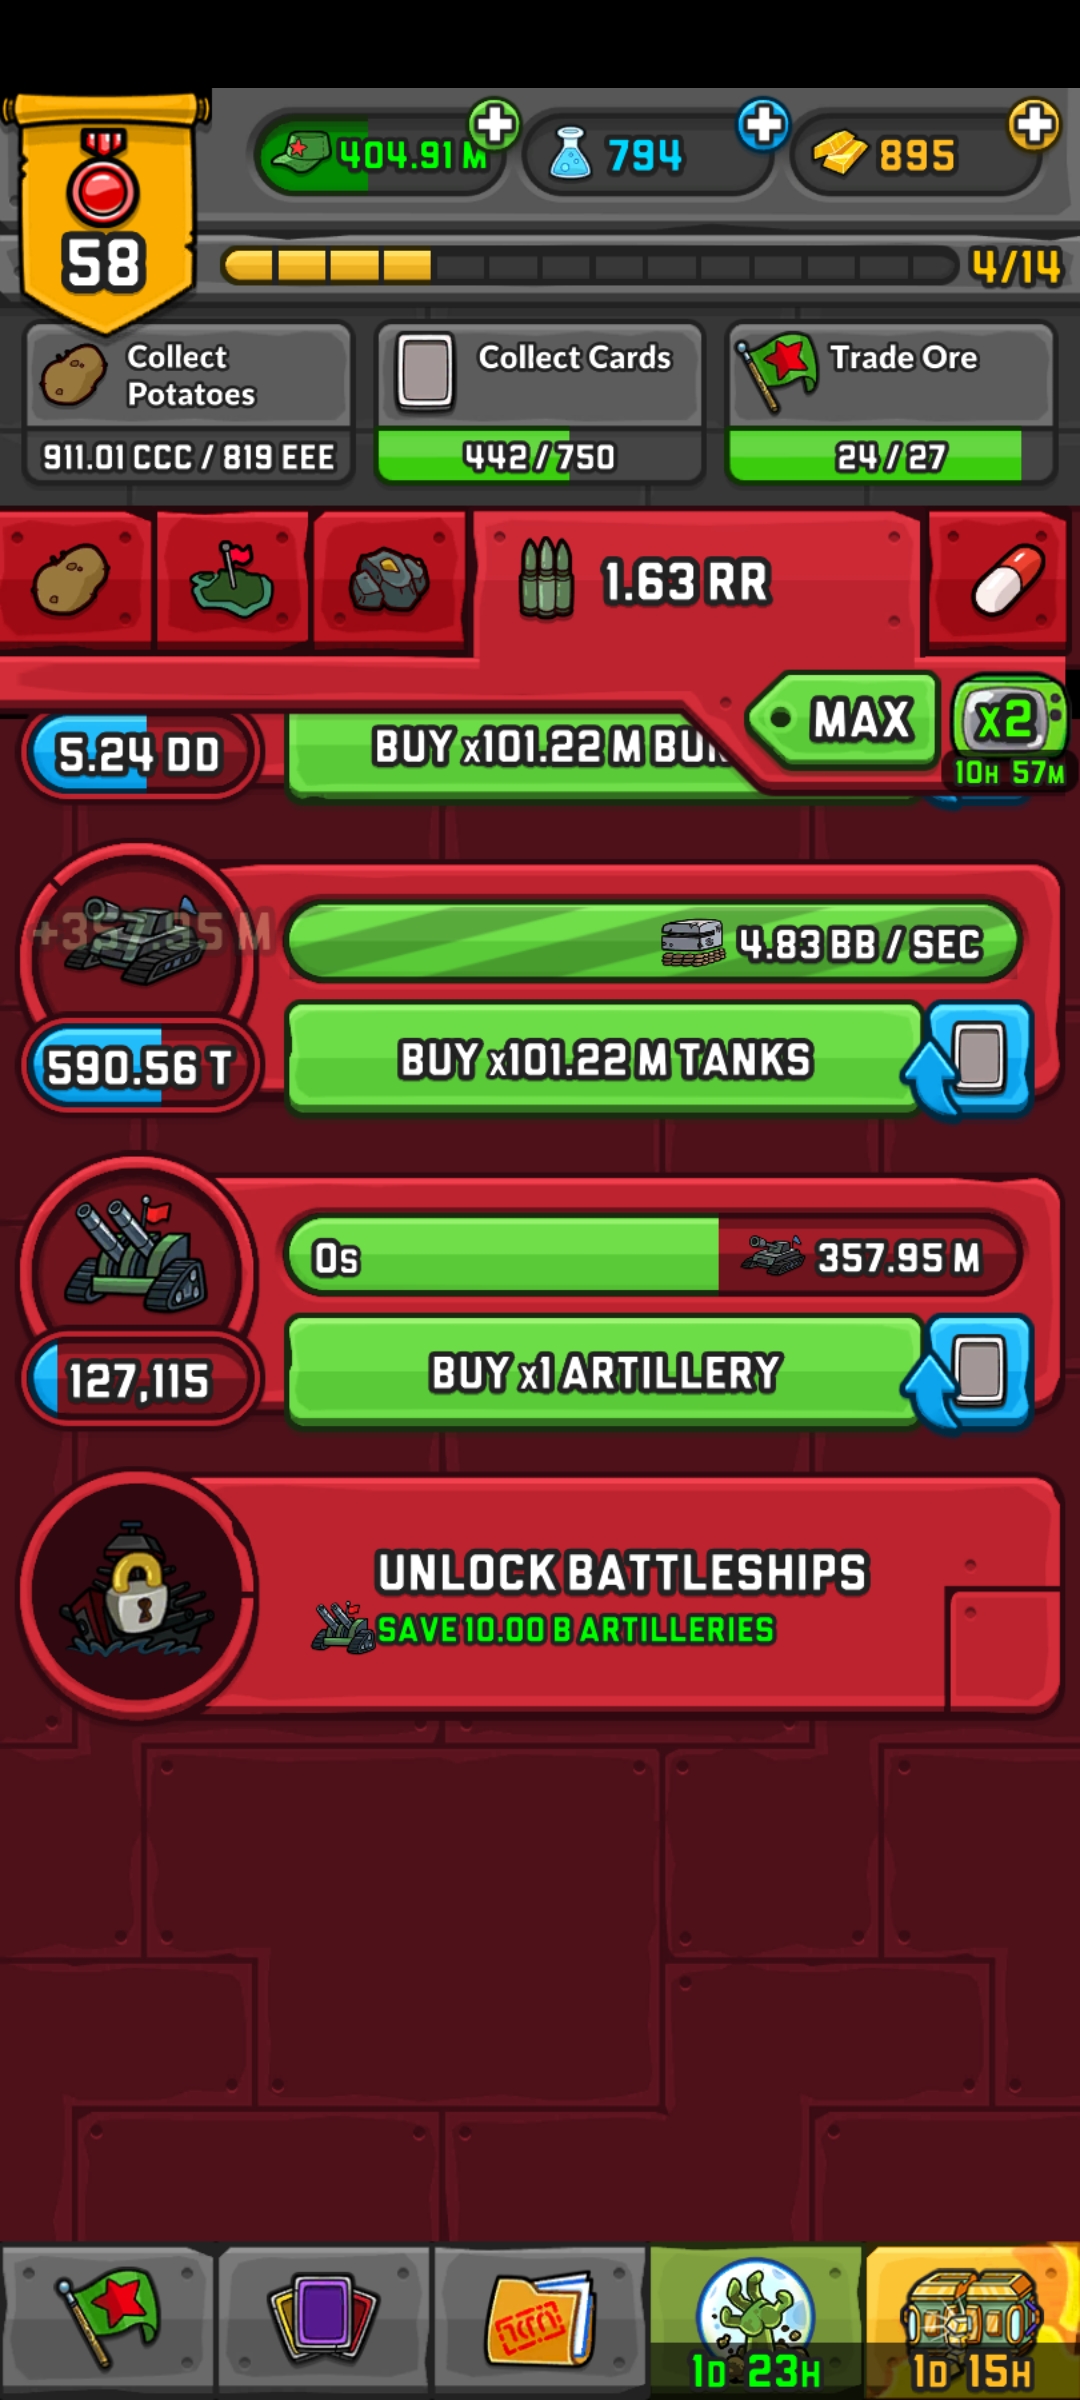 404.91 M
794
895
58
4/14
Collect
Potatoes
911.01 CCC / 819 EEE
Collect Cards
442 / 750
Trade Ore
24 / 27
1.63 RR
MAX
x2
10H 57M
5.24 DD
BUY x101.22 M
+357.95 M
4.83 BB / SEC
590.56 T
BUY x101.22 M TANKS
0s
357.95 M
127,115
BUY x1 ARTILLERY
UNLOCK BATTLESHIPS
SAVE 10.00 B ARTILLERIES
1D 23H
1D 15H